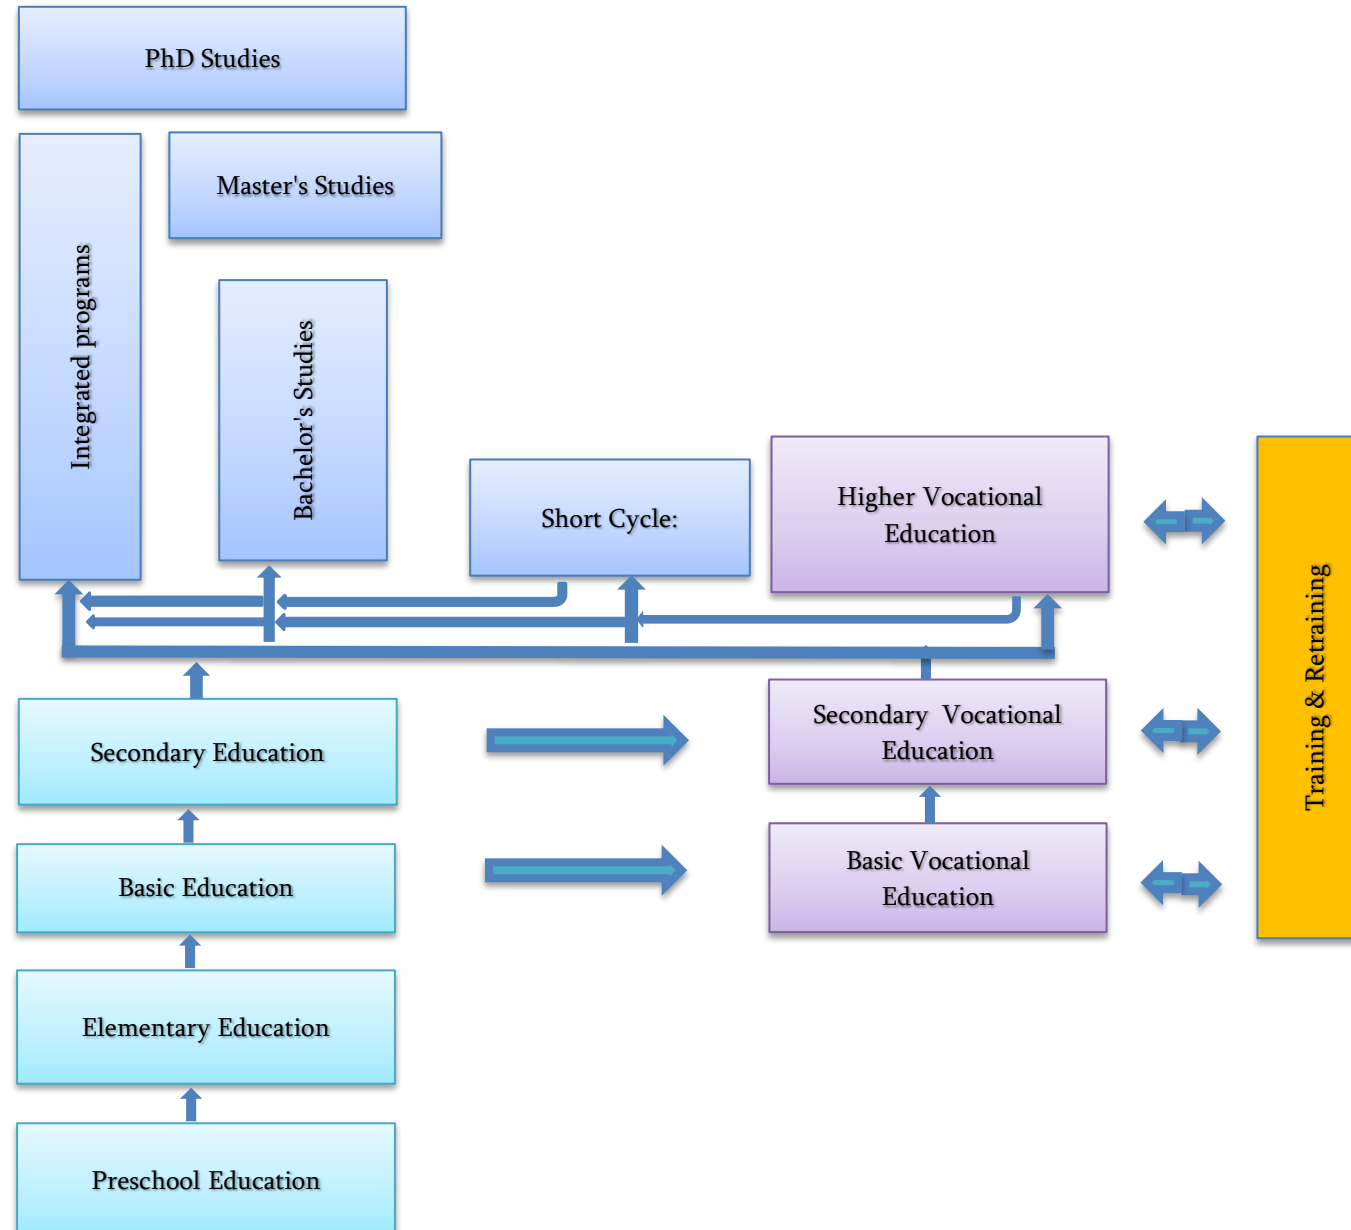 PhD Studies
Master's Studies
Integrated programs
Bachelor's Studies
Short Cycle:
Higher Vocational
Education
Training & Retraining
Secondary Education
Secondary  Vocational
Education
Basic Education
Basic Vocational
Education
Elementary Education
Preschool Education